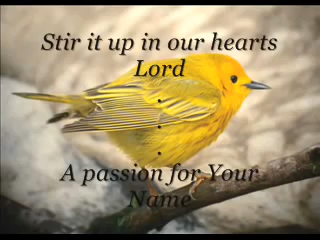 Stir it up in our hearts
Lord
.
.
.
A passion for Your
Name